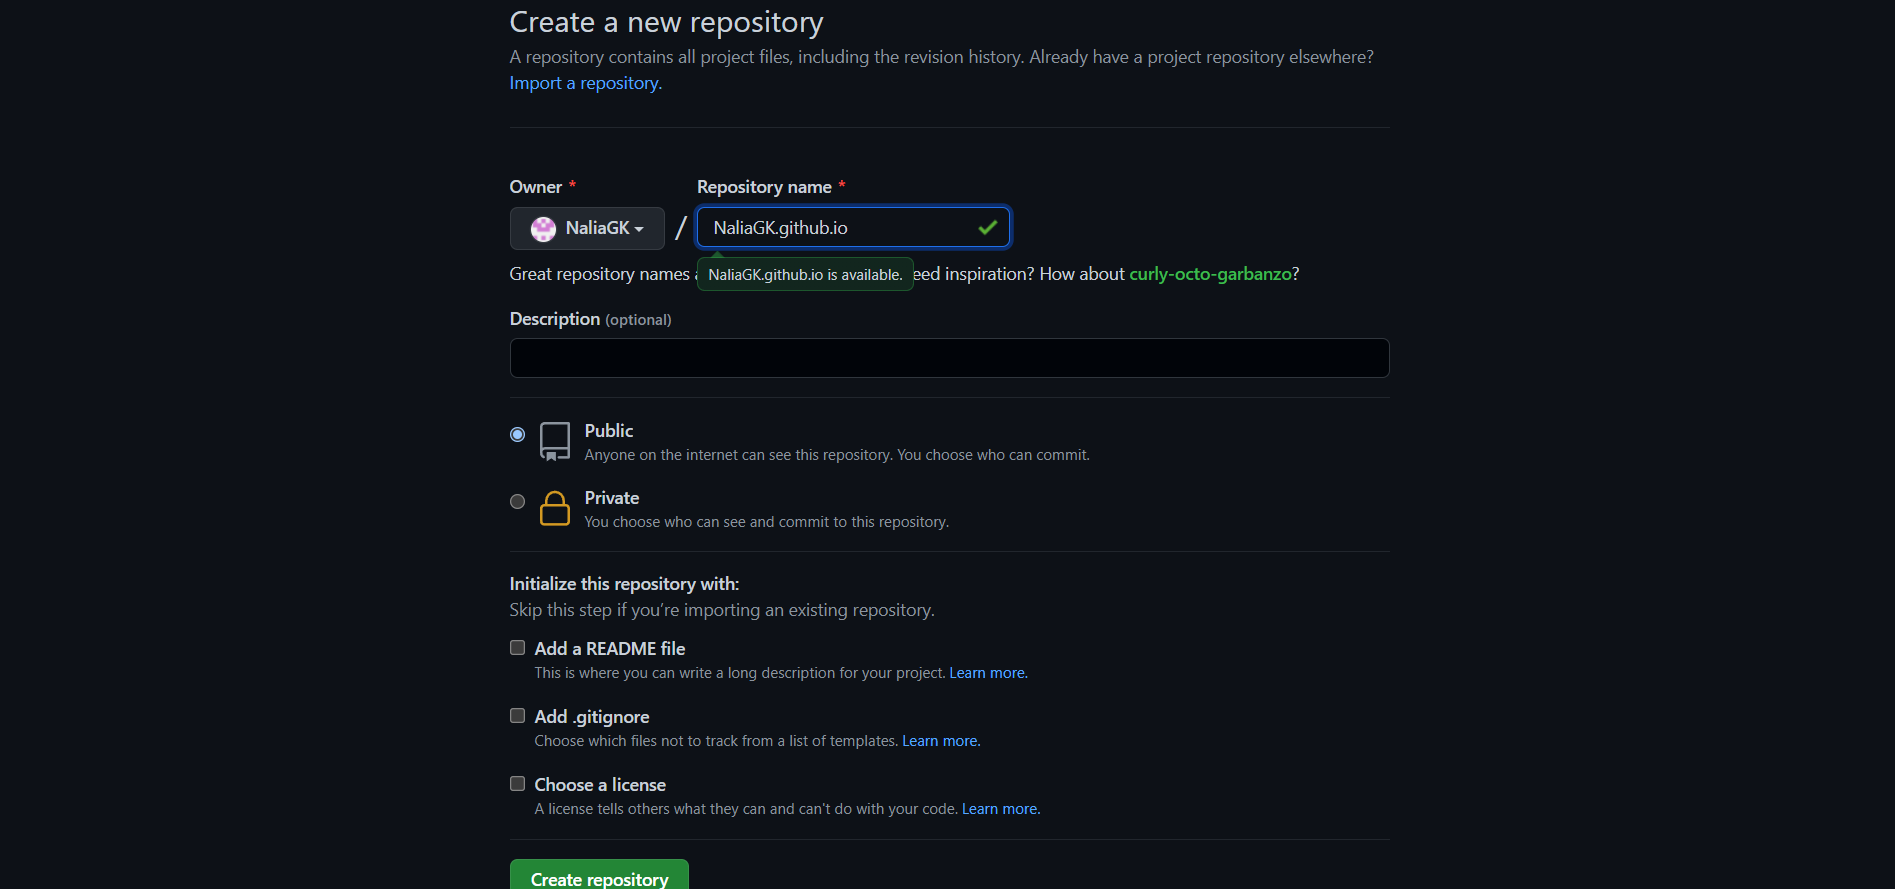 Create a new repository
A repository contains all project files, including the revision history. Already have a project repository elsewhere?
Import a repository.
Owner *
Repository name *
NaliaGK
/
NaliaGK.github.io
Great repository names
NaliaGK.github.io is available.
eed inspiration? How about curly-octo-garbanzo?
Description (optional)
Public
Anyone on the internet can see this repository. You choose who can commit.
Private
You choose who can see and commit to this repository.
Initialize this repository with:
Skip this step if you're importing an existing repository.
Add a README file
This is where you can write a long description for your project. Learn more.
Add .gitignore
Choose which files not to track from a list of templates. Learn more.
Choose a license
A license tells others what they can and can't do with your code. Learn more.
Create repository